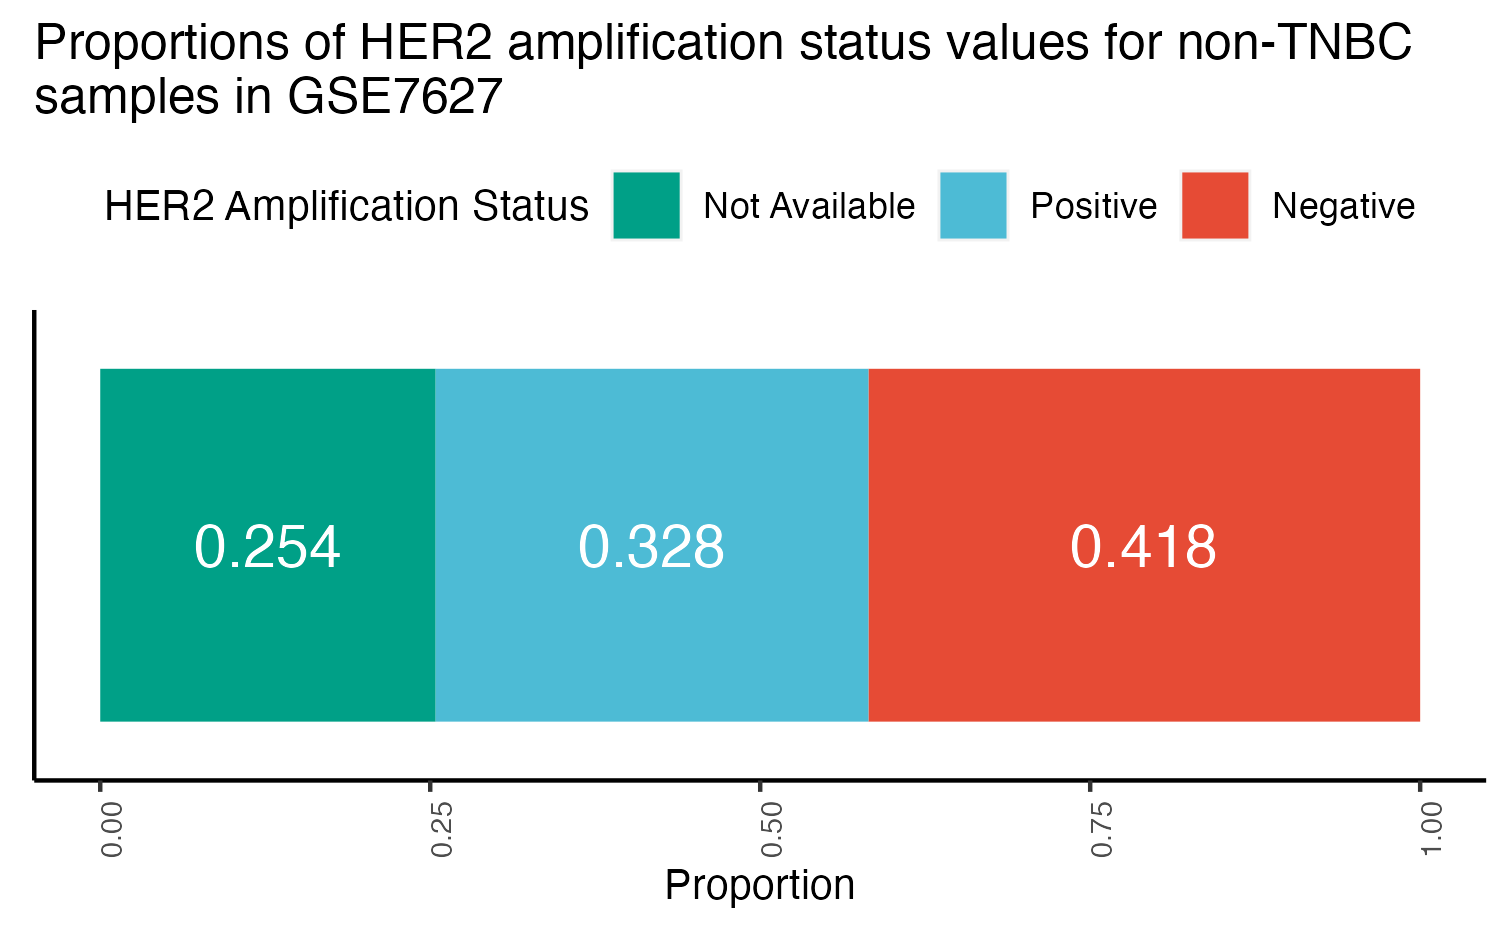 Proportions of HER2 amplification status values for non-TNBC
samples in GSE7627
HER2 Amplification Status Not Available Positive Negative
0.254 0.328 0.418
0.00 0.25 0.50 0.75 1.00
Proportion